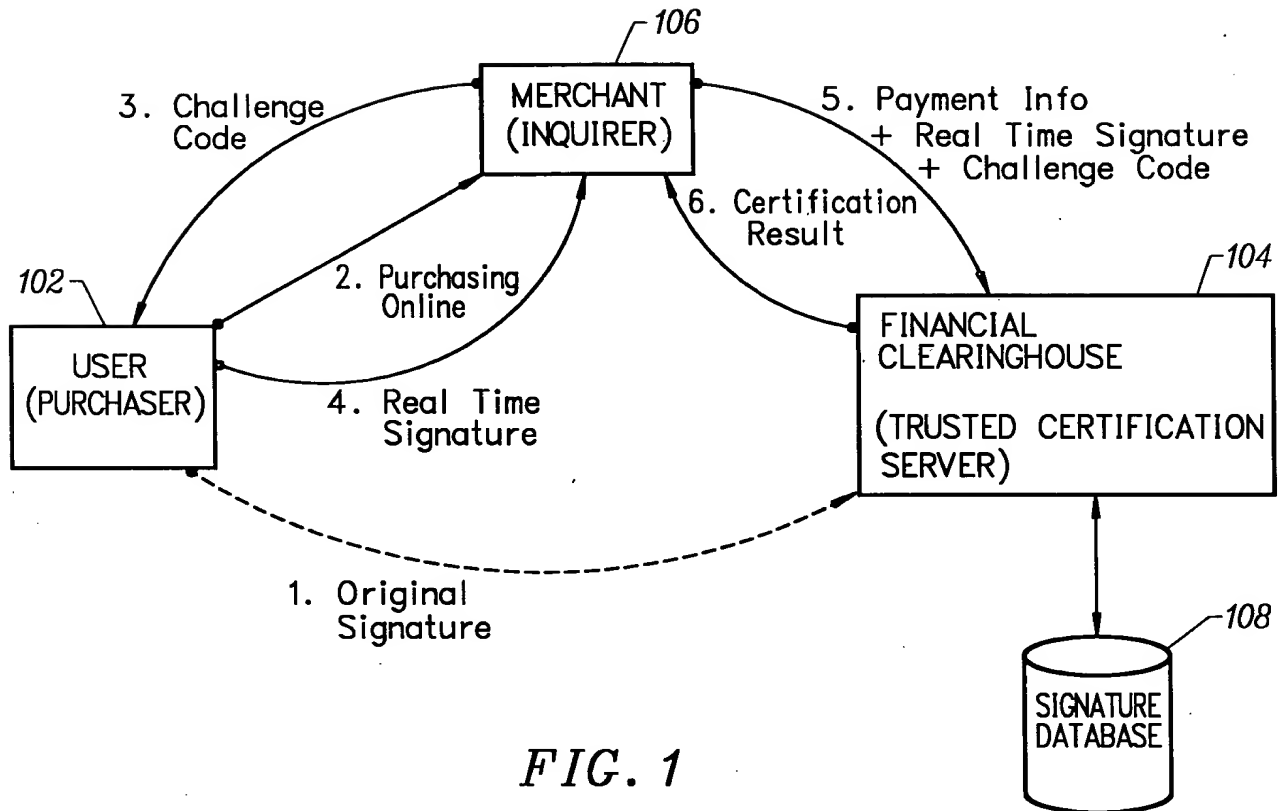 106
3. Challenge
Code
MERCHANT
(INQUIRER)
5. Payment Info
+ Real Time Signature
+ Challenge Code
6. Certification
Result
102
2. Purchasing
Online
104
USER
(PURCHASER)
FINANCIAL
CLEARINGHOUSE
(TRUSTED CERTIFICATION
SERVER)
4. Real Time
Signature
1. Original
Signature
108
SIGNATURE
DATABASE
FIG. 1